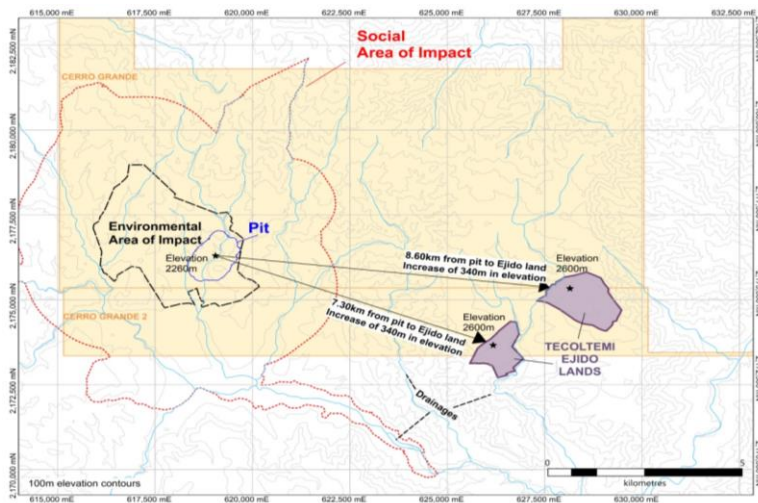 615,000 mE 617,500 mE 620,000 mE 622,500 mE 625,000 mE 627,500 mE 630,000 mE 632,500 mE
2,182,500 mN
2,180,000 mN
2,177,500 mN
2,175,000 mN
2,172,500 mN
2,170,000 mN
Social
Area of Impact
CERRO GRANDE
Environmental
Area of Impact
Pit
Elevation
2260m
8.60km from pit to Ejido land
Increase of 340m in elevation
Elevation
2600m
CERRO GRANDE 2
7.30km from pit to Ejido land
Increase of 340m in elevation
Elevation
2600m
TECOLTEMI
EJIDO
LANDS
Drainages
100m elevation contours
0 5
kilometres
615,000 mE 617,500 mE 620,000 mE 622,500 mE 625,000 mE 627,500 mE 630,000 mE